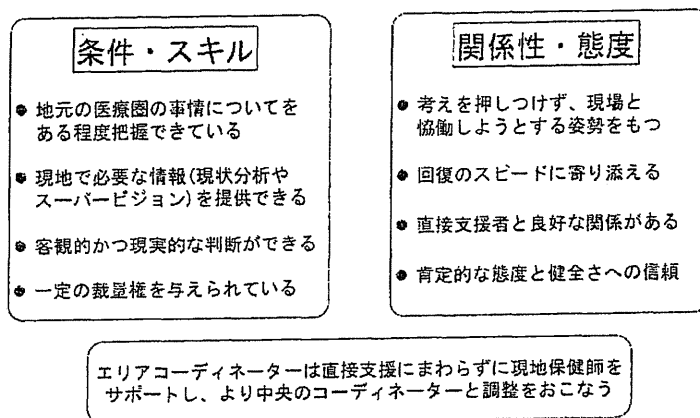 条件・スキル
● 地元の医療圏の事情についてを
ある程度把握できている
● 現地で必要な情報(現状分析や
スーパービジョン)を提供できる
● 客観的かつ現実的な判断ができる
● 一定の裁量権を与えられている
関係性・態度
● 考えを押しつけず、現場と
協働しようとする姿勢をもつ
● 回復のスピードに寄り添える
● 直接支援者と良好な関係がある
● 肯定的な態度と健全さへの信頼
エリアコーディネーターは直接支援にまわらずに現地保健師を
サポートし、より中央のコーディネーターと調整をおこなう